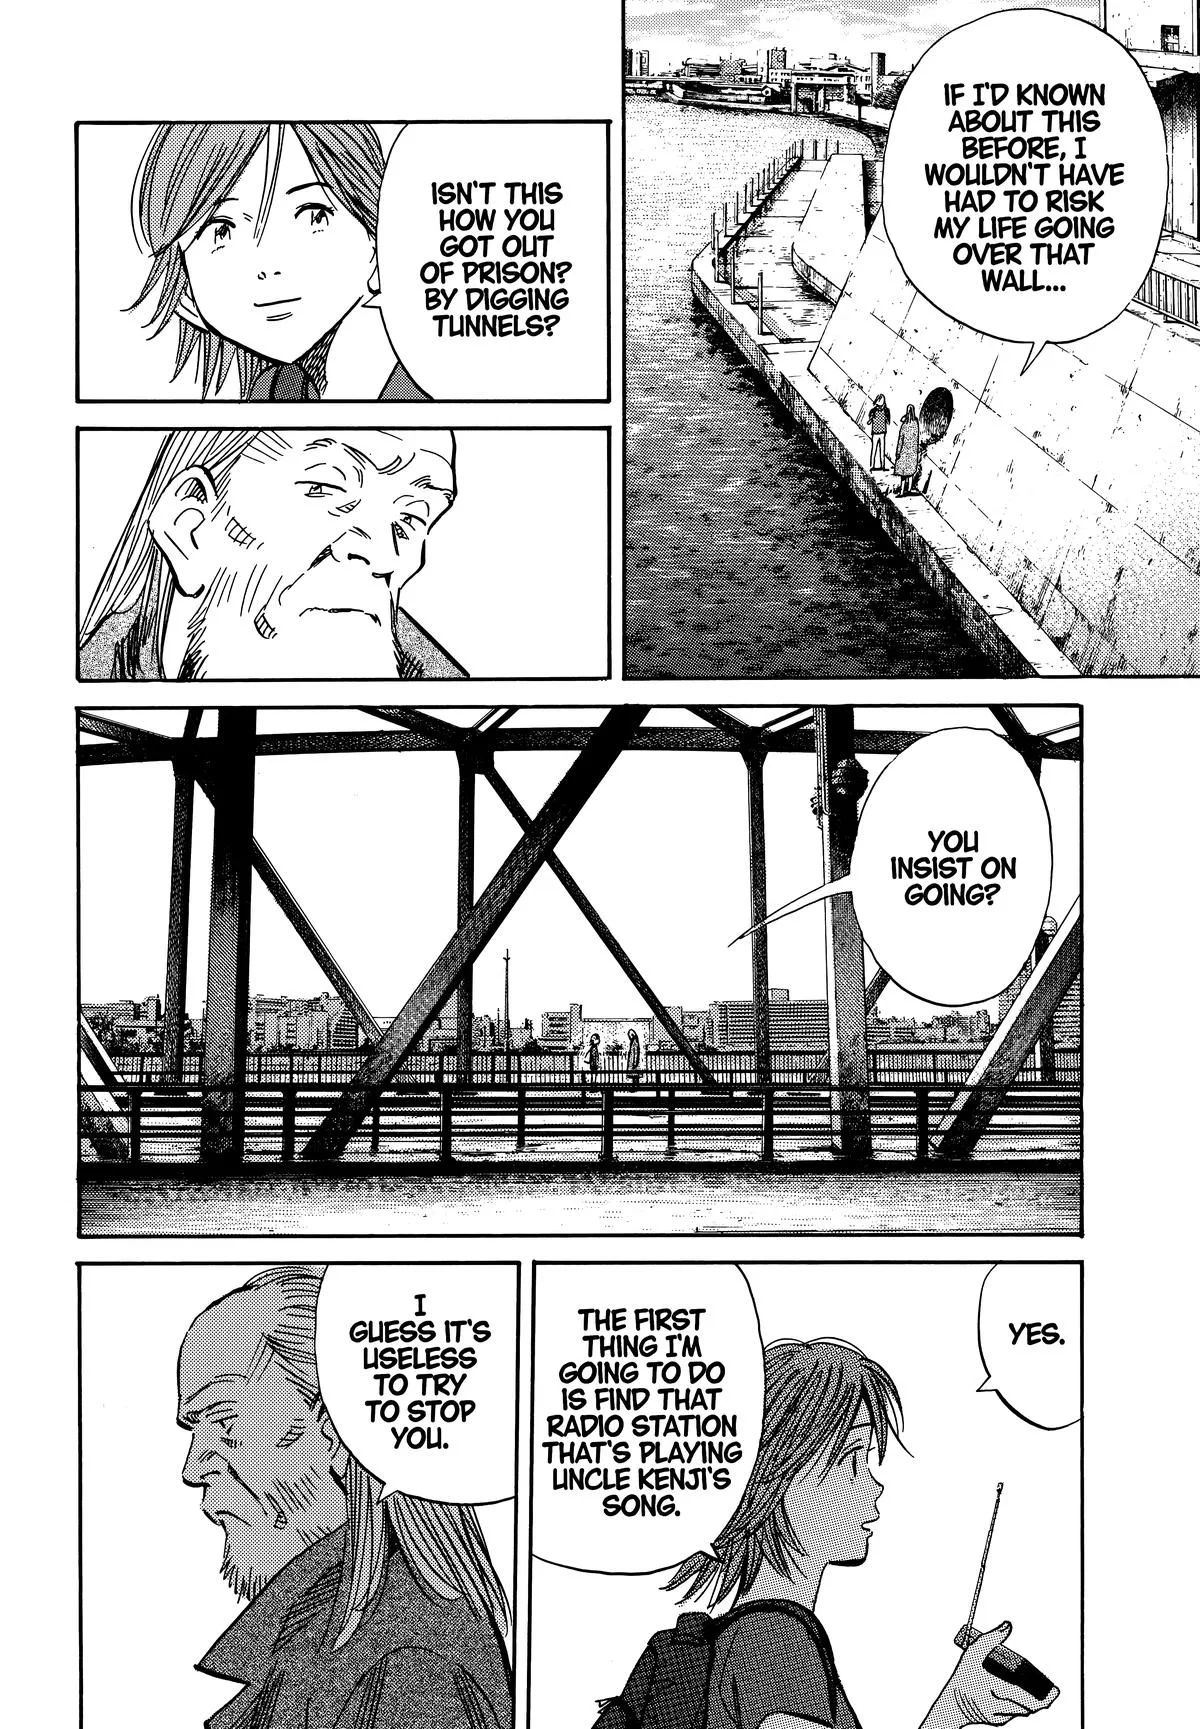 IF I'D KNOWN
ABOUT THIS
BEFORE, I
WOULDN'T HAVE
HAD TO RISK
MY LIFE GOING
OVER THAT
WALL...
ISN'T THIS
HOW YOU
GOT OUT
OF PRISON?
BY DIGGING
TUNNELS?
YOU
INSIST ON
GOING?
YES.
THE FIRST
THING I'M
GOING TO DO
IS FIND THAT
RADIO STATION
THAT'S PLAYING
UNCLE KENJI'S
SONG.
I
GUESS IT'S
USELESS
TO TRY
TO STOP
YOU.